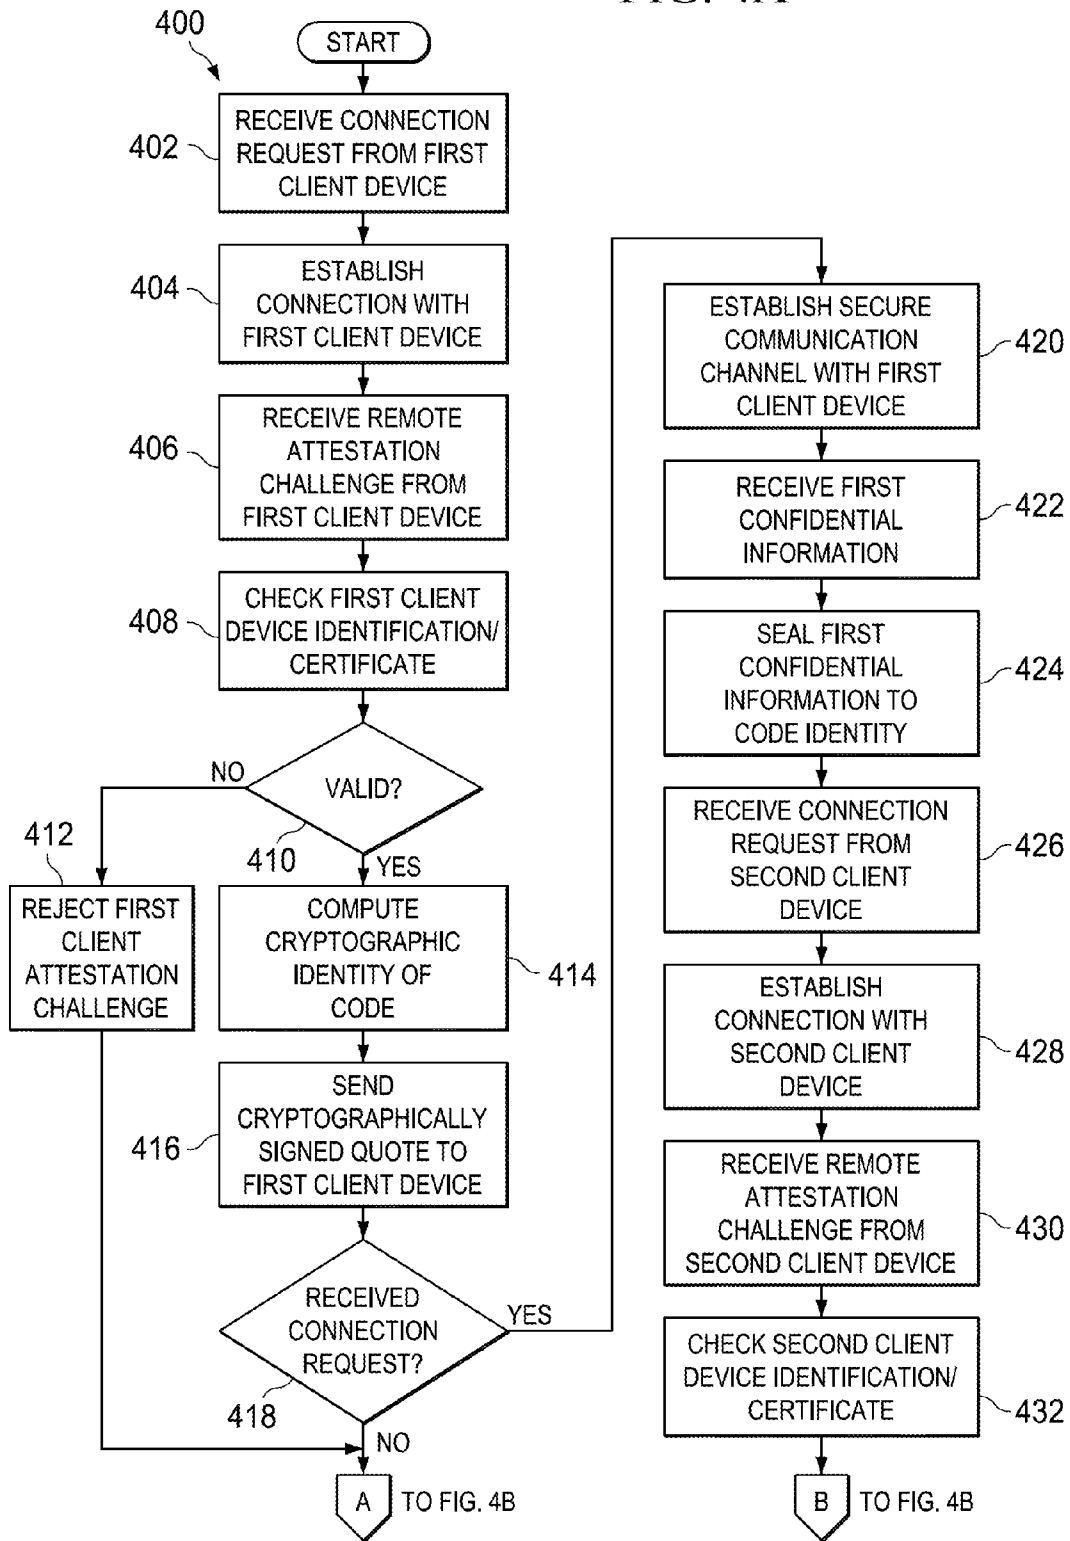 400
START
402
RECEIVE CONNECTION
REQUEST FROM FIRST
CLIENT DEVICE
404
ESTABLISH
CONNECTION WITH
FIRST CLIENT DEVICE
406
RECEIVE REMOTE
ATTESTATION
CHALLENGE FROM
FIRST CLIENT DEVICE
408
CHECK FIRST CLIENT
DEVICE IDENTIFICATION/
CERTIFICATE
NO
VALID?
410
YES
412
REJECT FIRST
CLIENT
ATTESTATION
CHALLENGE
COMPUTE
CRYPTOGRAPHIC
IDENTITY OF
CODE
414
SEND
CRYPTOGRAPHICALLY
SIGNED QUOTE TO
FIRST CLIENT DEVICE
416
RECEIVED
CONNECTION
REQUEST?
YES
418
NO
A
TO FIG. 4B
ESTABLISH SECURE
COMMUNICATION
CHANNEL WITH FIRST
CLIENT DEVICE
420
RECEIVE FIRST
CONFIDENTIAL
INFORMATION
422
SEAL FIRST
CONFIDENTIAL
INFORMATION TO
CODE IDENTITY
424
RECEIVE CONNECTION
REQUEST FROM
SECOND CLIENT
DEVICE
426
ESTABLISH
CONNECTION WITH
SECOND CLIENT
DEVICE
428
RECEIVE REMOTE
ATTESTATION
CHALLENGE FROM
SECOND CLIENT DEVICE
430
CHECK SECOND CLIENT
DEVICE IDENTIFICATION/
CERTIFICATE
432
B
TO FIG. 4B